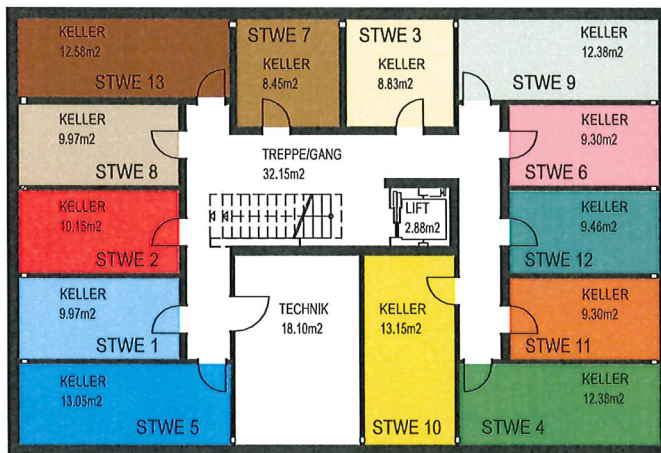 KELLER
12.58m2
STWE 13
STWE 7
KELLER
8.45m2
STWE 3
KELLER
8.83m2
KELLER
12.38m2
STWE 9
KELLER
9.97m2
STWE 8
TREPPE/GANG
32.15m2
KELLER
9.30m2
STWE 6
KELLER
10.15m2
STWE 2
LIFT
2.88m2
KELLER
9.46m2
STWE 12
KELLER
9.97m2
STWE 1
TECHNIK
18.10m2
KELLER
13.15m2
STWE 10
KELLER
9.30m2
STWE 11
KELLER
13.05m2
STWE 5
KELLER
12.38m2
STWE 4